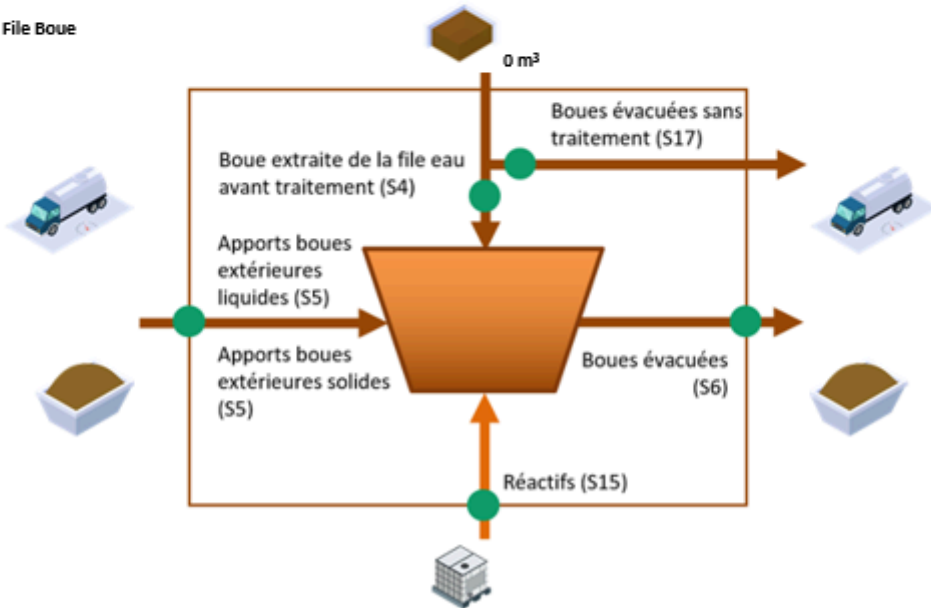 File Boue
0 m³
Boues évacuées sans
traitement (S17)
Boue extraite de la file eau
avant traitement (S4)
Apports boues
extérieures
liquides (S5)
Apports boues
extérieures solides
(S5)
Boues évacuées
(S6)
Réactifs (S15)